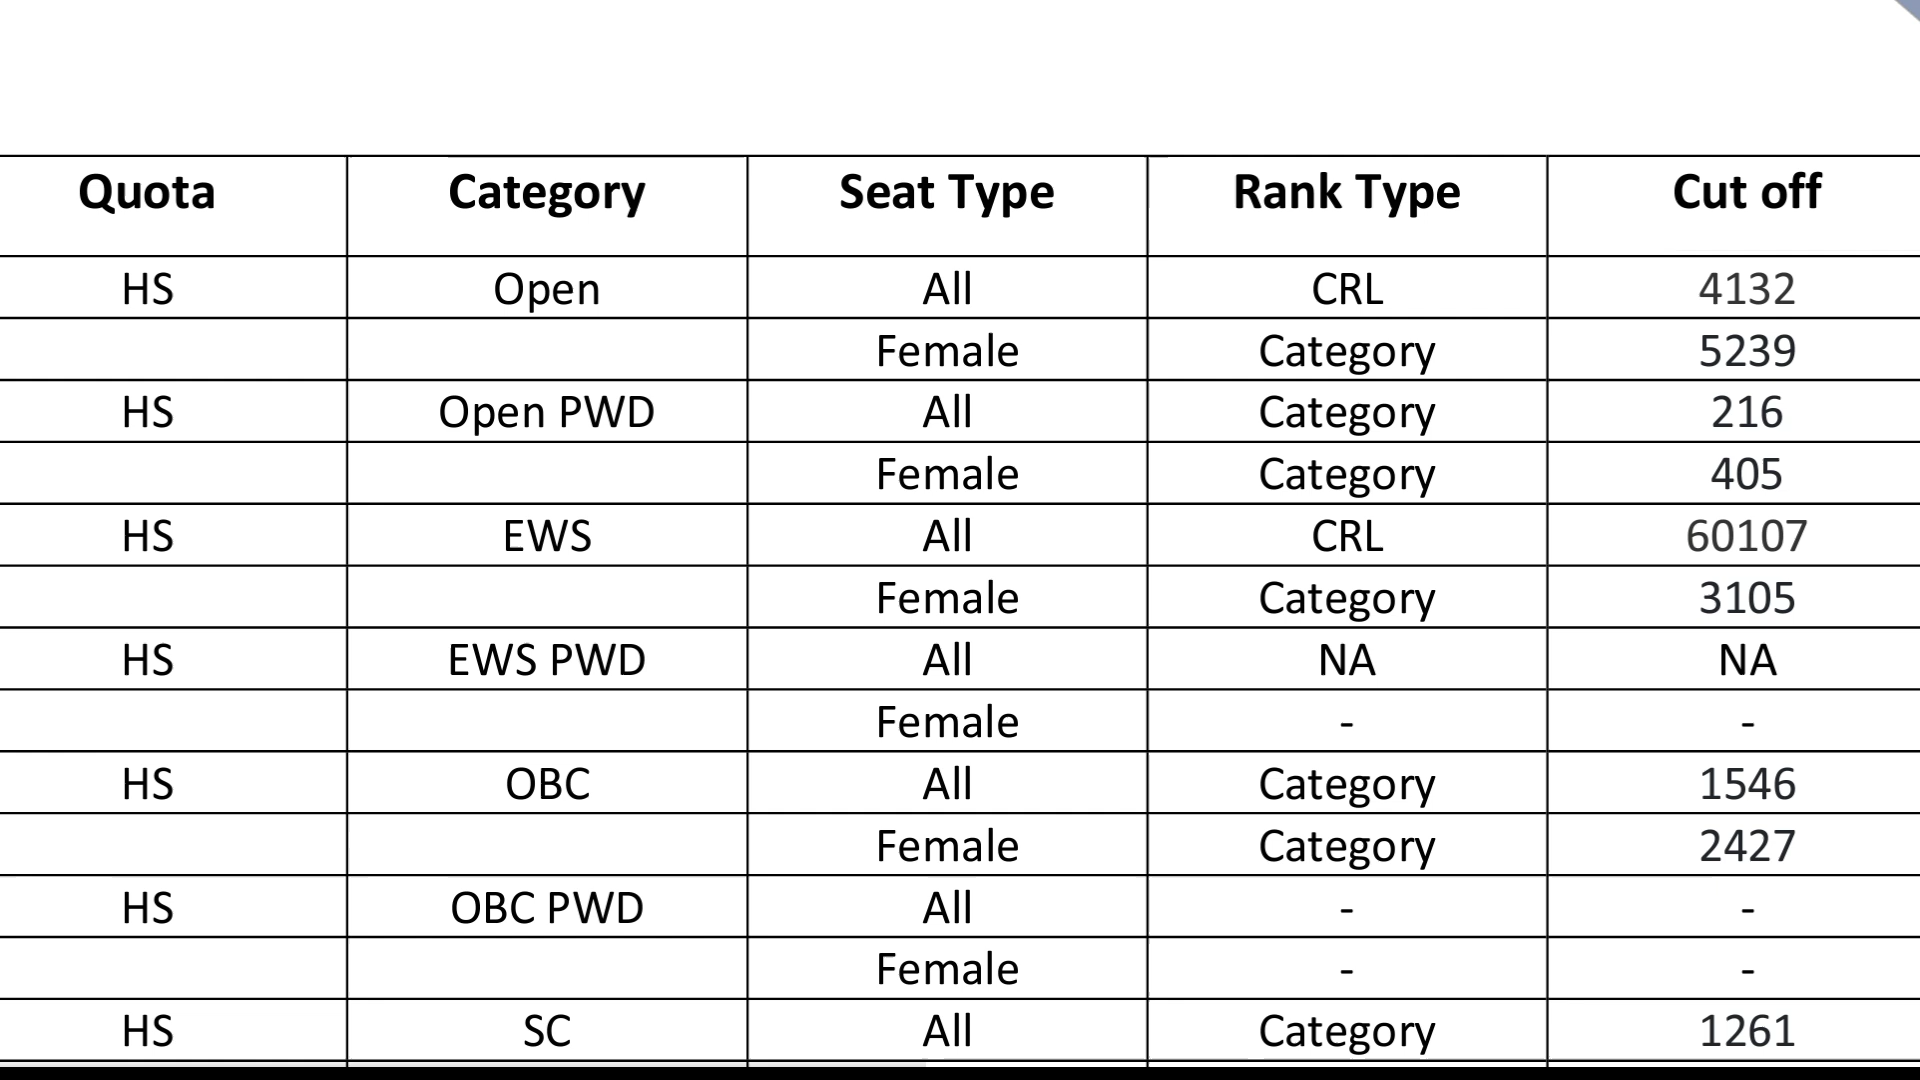 Quota Category Seat Type Rank Type Cut off
HS Open All CRL 4132
Female Category 5239
HS Open PWD All Category 216
Female Category 405
HS EWS All CRL 60107
Female Category 3105
HS EWS PWD All NA NA
Female - -
HS OBC All Category 1546
Female Category 2427
HS OBC PWD All - -
Female - -
HS SC All Category 1261